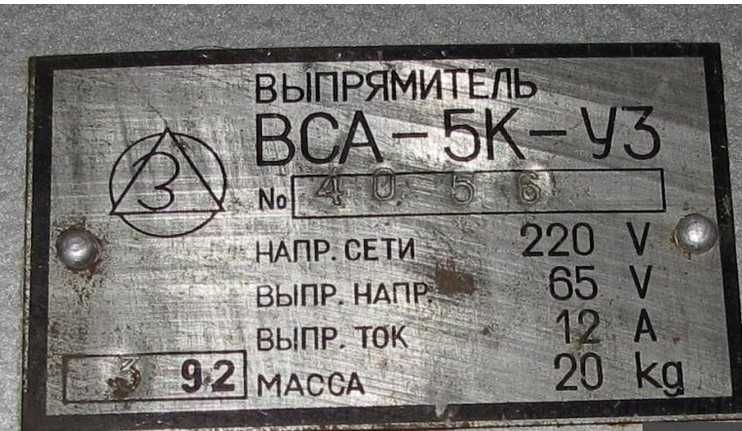 ВЫПРЯМИТЕЛЬ
ВСА-5К-У3
З
No 4056
НАПР. СЕТИ 220 V
ВЫПР. НАПР. 65 V
ВЫПР. ТОК 12 A
3 92 МАССА 20 kg